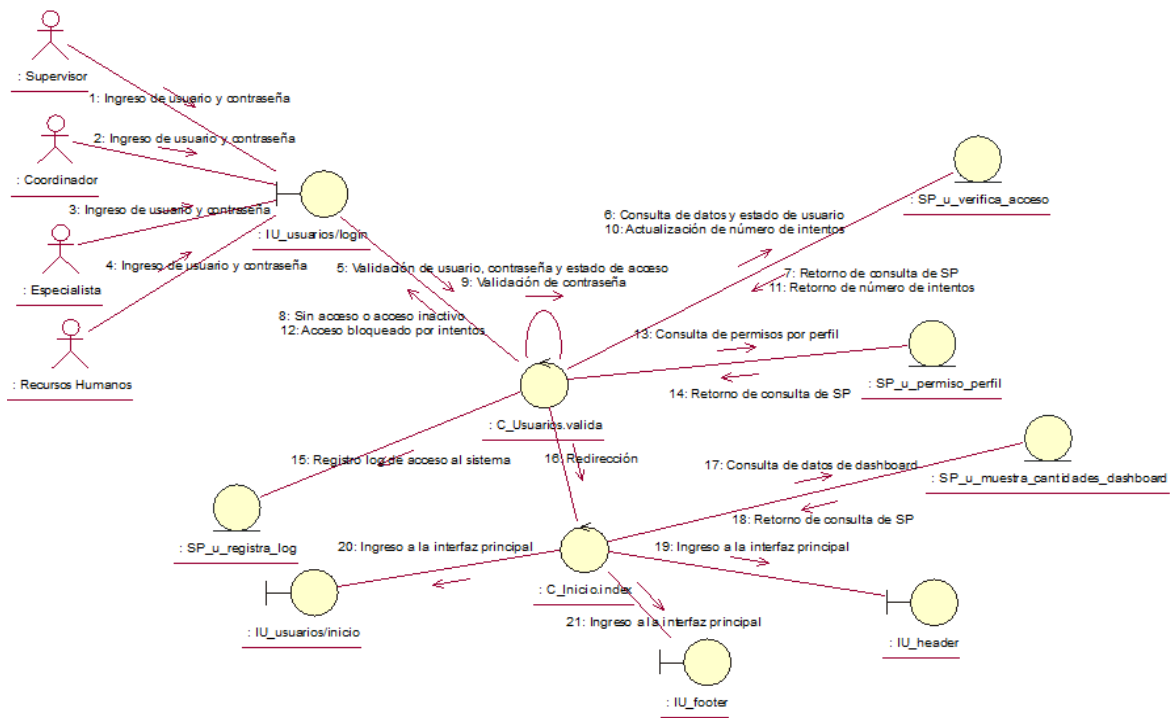 : Supervisor
1: Ingreso de usuario y contraseña
2: Ingreso de usuario y contraseña
: Coordinador
3: Ingreso de usuario y contraseña
: IU_usuarios/login
4: Ingreso de usuario y contraseña
: Especialista
: Recursos Humanos
5: Validación de usuario, contraseña y estado de acceso
9: Validación de contraseña
6: Consulta de datos y estado de usuario
10: Actualización de número de intentos
: SP_u_verifica_acceso
7: Retorno de consulta de SP
11: Retorno de número de intentos
8: Sin acceso o acceso inactivo
12: Acceso bloqueado por intentos
13: Consulta de permisos por perfil
14: Retorno de consulta de SP
: SP_u_permiso_perfil
: C_Usuarios.valida
15: Registro log de acceso al sistema
16: Redirección
17: Consulta de datos de dashboard
: SP_u_muestra_cantidades_dashboard
18: Retorno de consulta de SP
: SP_u_registra_log
20: Ingreso a la interfaz principal
19: Ingreso a la interfaz principal
: C_Inicio.index
21: Ingreso a la interfaz principal
: IU_usuarios/inicio
: IU_header
: IU_footer